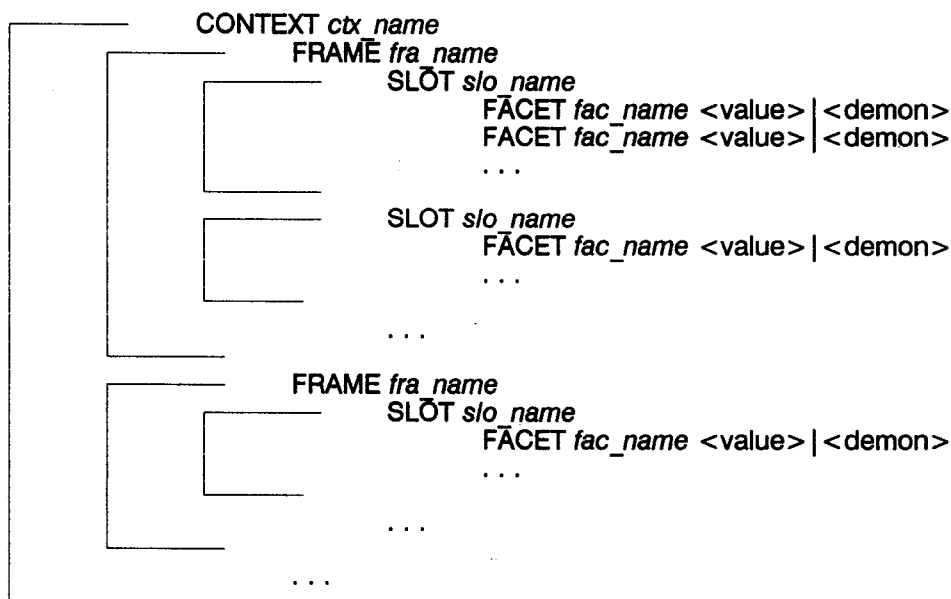 CONTEXT ctx_name
FRAME fra_name
SLOT slo_name
FACET fac_name <value>|<demon>
FACET fac_name <value>|<demon>
. . .
SLOT slo_name
FACET fac_name <value>|<demon>
. . .
. . .
FRAME fra_name
SLOT slo_name
FACET fac_name <value>|<demon>
. . .
. . .
. . .